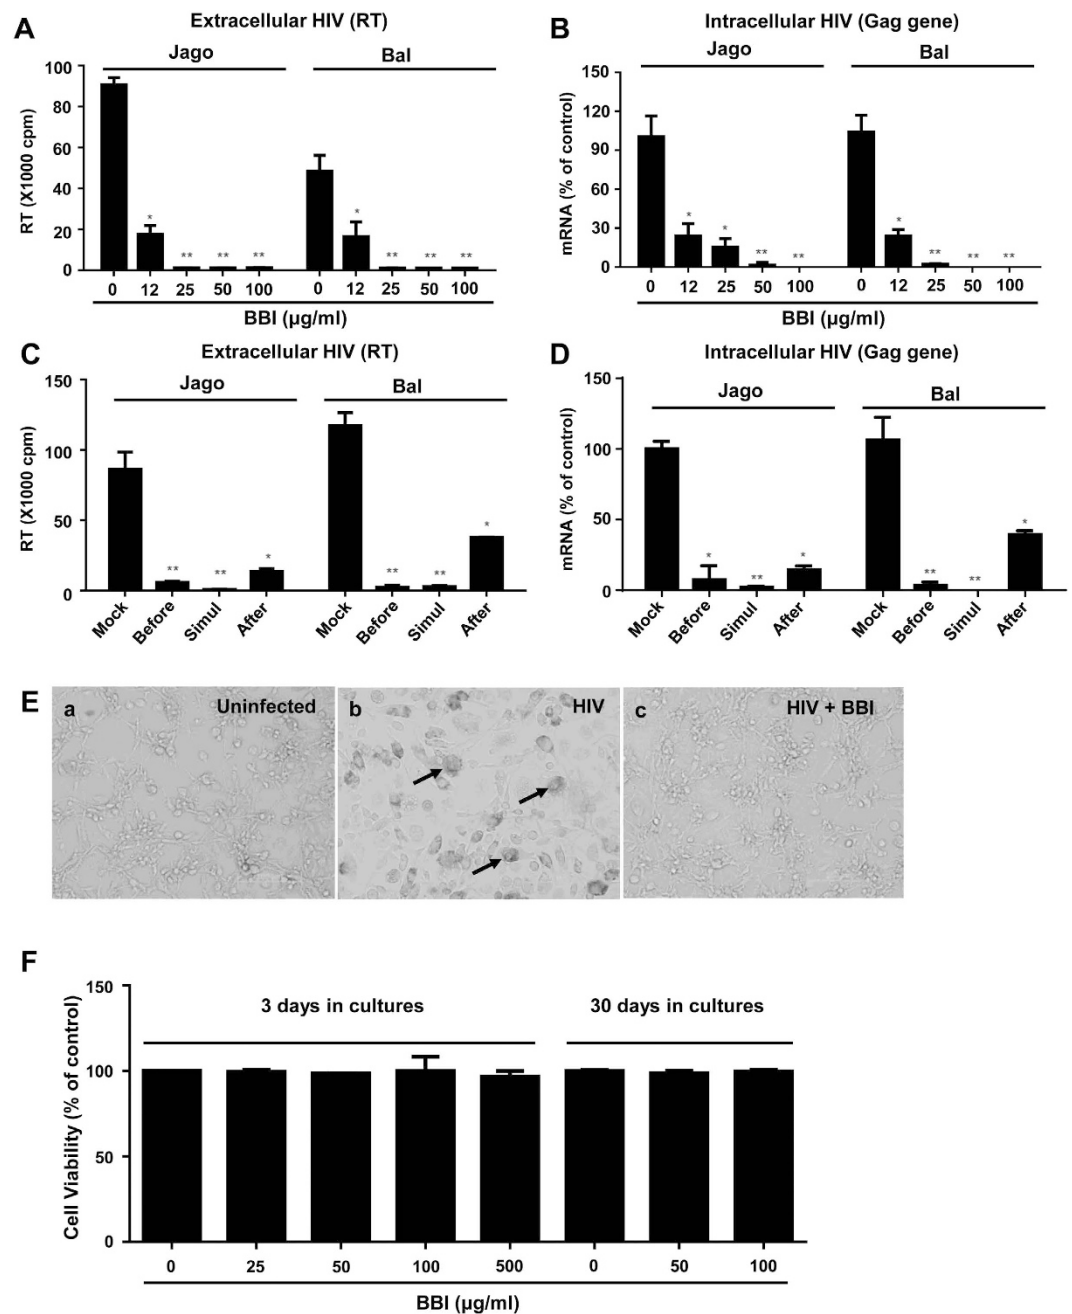 A
Extracellular HIV (RT)
Jago Bal
RT (X1000 cpm)
100
80
60
40
20
0
* ** ** ** * ** ** **
0 12 25 50 100 0 12 25 50 100
BBI (µg/ml)
B
Intracellular HIV (Gag gene)
Jago Bal
mRNA (% of control)
150
120
90
60
30
0
* * ** ** * ** ** **
0 12 25 50 100 0 12 25 50 100
BBI (µg/ml)
C
Extracellular HIV (RT)
Jago Bal
RT (X1000 cpm)
150
100
50
0
** ** * ** ** *
Mock Before Simul After Mock Before Simul After
D
Intracellular HIV (Gag gene)
Jago Bal
mRNA (% of control)
150
100
50
0
* ** * ** ** *
Mock Before Simul After Mock Before Simul After
E
a Uninfected
b HIV
c HIV + BBI
F
3 days in cultures 30 days in cultures
Cell Viability (% of control)
150
100
50
0
0 25 50 100 500 0 50 100
BBI (µg/ml)